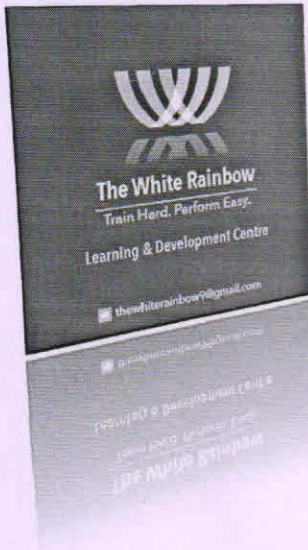 The White Rainbow
Train Hard. Perform Easy.
Learning & Development Centre
thewhiterainbow9@gmail.com